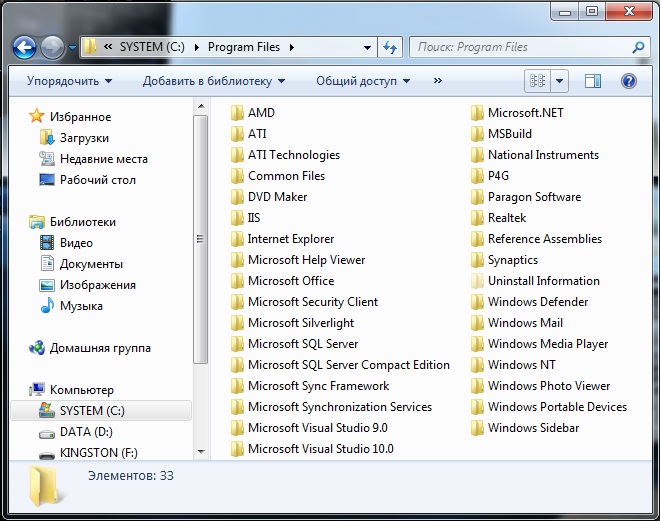 « SYSTEM (C:) Program Files
Поиск: Program Files
Упорядочить Добавить в библиотеку Общий доступ »
Избранное
Загрузки
Недавние места
Рабочий стол
Библиотеки
Видео
Документы
Изображения
Музыка
Домашняя группа
Компьютер
SYSTEM (C:)
DATA (D:)
KINGSTON (F:)
AMD
ATI
ATI Technologies
Common Files
DVD Maker
IIS
Internet Explorer
Microsoft Help Viewer
Microsoft Office
Microsoft Security Client
Microsoft Silverlight
Microsoft SQL Server
Microsoft SQL Server Compact Edition
Microsoft Sync Framework
Microsoft Synchronization Services
Microsoft Visual Studio 9.0
Microsoft Visual Studio 10.0
Microsoft.NET
MSBuild
National Instruments
P4G
Paragon Software
Realtek
Reference Assemblies
Synaptics
Uninstall Information
Windows Defender
Windows Mail
Windows Media Player
Windows NT
Windows Photo Viewer
Windows Portable Devices
Windows Sidebar
Элементов: 33